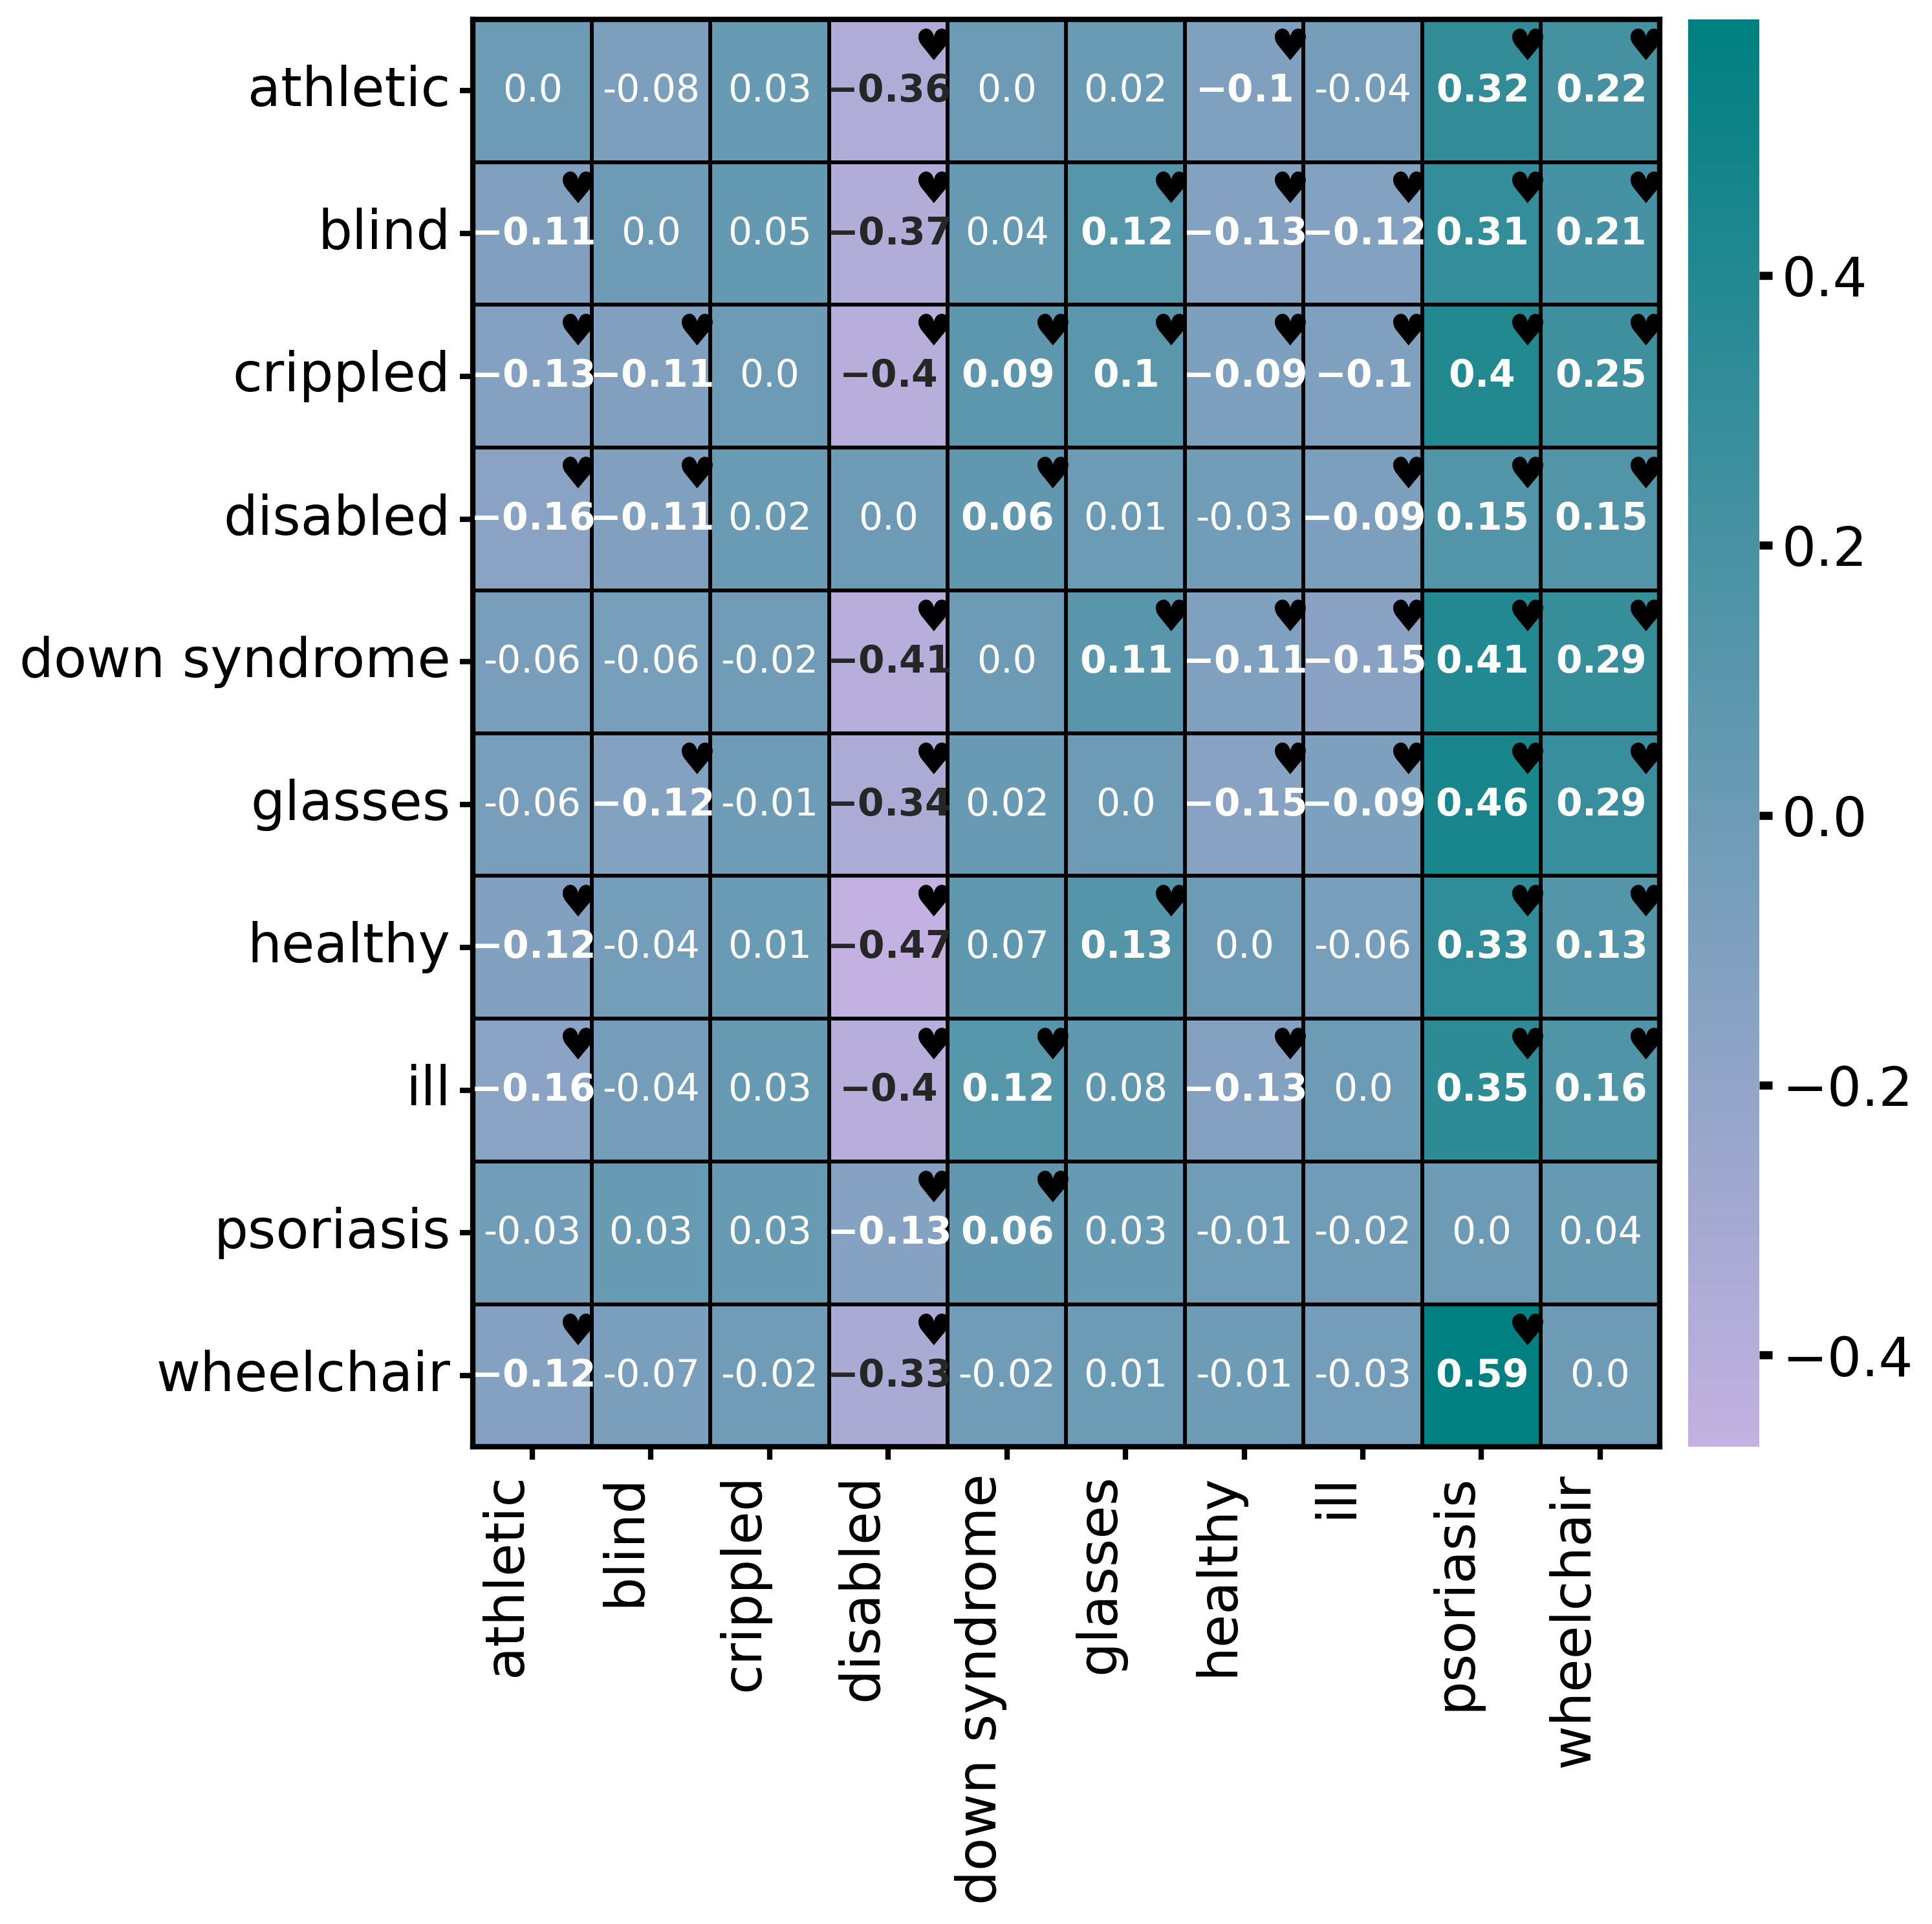 athletic 0.0 -0.08 0.03 −0.36 0.0 0.02 −0.1 -0.04 0.32 0.22
blind −0.11 0.0 0.05 −0.37 0.04 0.12 −0.13 −0.12 0.31 0.21
crippled −0.13 −0.11 0.0 −0.4 0.09 0.1 −0.09 −0.1 0.4 0.25
disabled −0.16 −0.11 0.02 0.0 0.06 0.01 -0.03 −0.09 0.15 0.15
down syndrome -0.06 -0.06 -0.02 −0.41 0.0 0.11 −0.11 −0.15 0.41 0.29
glasses -0.06 −0.12 -0.01 −0.34 0.02 0.0 −0.15 −0.09 0.46 0.29
healthy −0.12 -0.04 0.01 −0.47 0.07 0.13 0.0 -0.06 0.33 0.13
ill −0.16 -0.04 0.03 −0.4 0.12 0.08 −0.13 0.0 0.35 0.16
psoriasis -0.03 0.03 0.03 −0.13 0.06 0.03 -0.01 -0.02 0.0 0.04
wheelchair −0.12 -0.07 -0.02 −0.33 -0.02 0.01 -0.01 -0.03 0.59 0.0
athletic
blind
crippled
disabled
down syndrome
glasses
healthy
ill
psoriasis
wheelchair
0.4
0.2
0.0
−0.2
−0.4